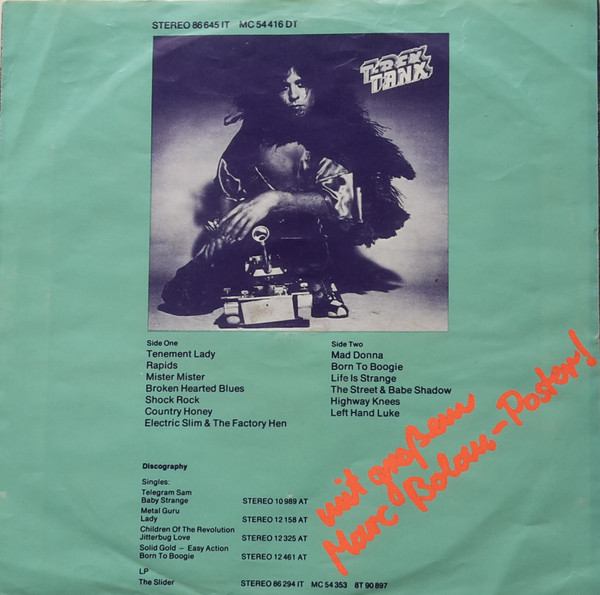 STEREO 86 645 IT MC 54 416 DT
T. REX
TANX
Side One
Tenement Lady
Rapids
Mister Mister
Broken Hearted Blues
Shock Rock
Country Honey
Electric Slim & The Factory Hen
Side Two
Mad Donna
Born To Boogie
Life Is Strange
The Street & Babe Shadow
Highway Knees
Left Hand Luke
mit großem
Marc Bolan-Poster!
Discography
Singles:
Telegram Sam
Baby Strange STEREO 10 989 AT
Metal Guru
Lady STEREO 12 158 AT
Children Of The Revolution
Jitterbug Love STEREO 12 325 AT
Solid Gold – Easy Action
Born To Boogie STEREO 12 461 AT
LP
The Slider STEREO 86 294 IT MC 54 353 8T 90 897